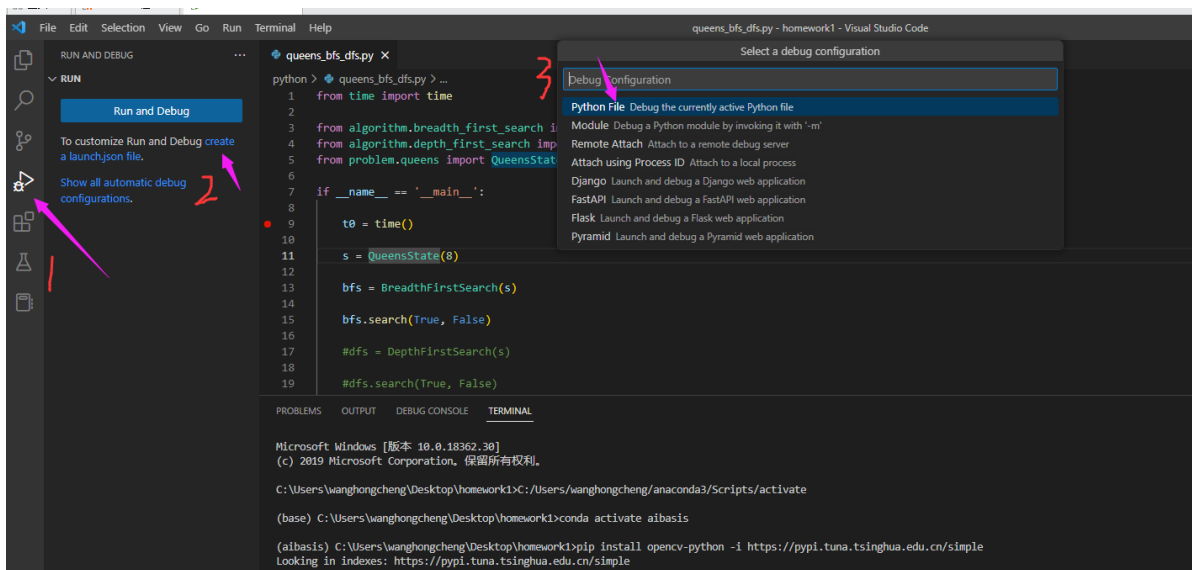 File Edit Selection View Go Run Terminal Help
queens_bfs_dfs.py - homework1 - Visual Studio Code
RUN AND DEBUG ...
RUN
Run and Debug
To customize Run and Debug create
a launch.json file.
Show all automatic debug
configurations.
1
2
3
queens_bfs_dfs.py ×
python > queens_bfs_dfs.py > ...
1 from time import time
2
3 from algorithm.breadth_first_search i
4 from algorithm.depth_first_search imp
5 from problem.queens import QueensStat
6
7 if __name__ == '__main__':
8
9 t0 = time()
10
11 s = QueensState(8)
12
13 bfs = BreadthFirstSearch(s)
14
15 bfs.search(True, False)
16
17 #dfs = DepthFirstSearch(s)
18
19 #dfs.search(True, False)
Select a debug configuration
Debug Configuration
Python File Debug the currently active Python file
Module Debug a Python module by invoking it with '-m'
Remote Attach Attach to a remote debug server
Attach using Process ID Attach to a local process
Django Launch and debug a Django web application
FastAPI Launch and debug a FastAPI web application
Flask Launch and debug a Flask web application
Pyramid Launch and debug a Pyramid web application
PROBLEMS OUTPUT DEBUG CONSOLE TERMINAL
Microsoft Windows [版本 10.0.18362.30]
(c) 2019 Microsoft Corporation。保留所有权利。
C:\Users\wanghongcheng\Desktop\homework1>C:/Users/wanghongcheng/anaconda3/Scripts/activate
(base) C:\Users\wanghongcheng\Desktop\homework1>conda activate aibasis
(aibasis) C:\Users\wanghongcheng\Desktop\homework1>pip install opencv-python -i https://pypi.tuna.tsinghua.edu.cn/simple
Looking in indexes: https://pypi.tuna.tsinghua.edu.cn/simple